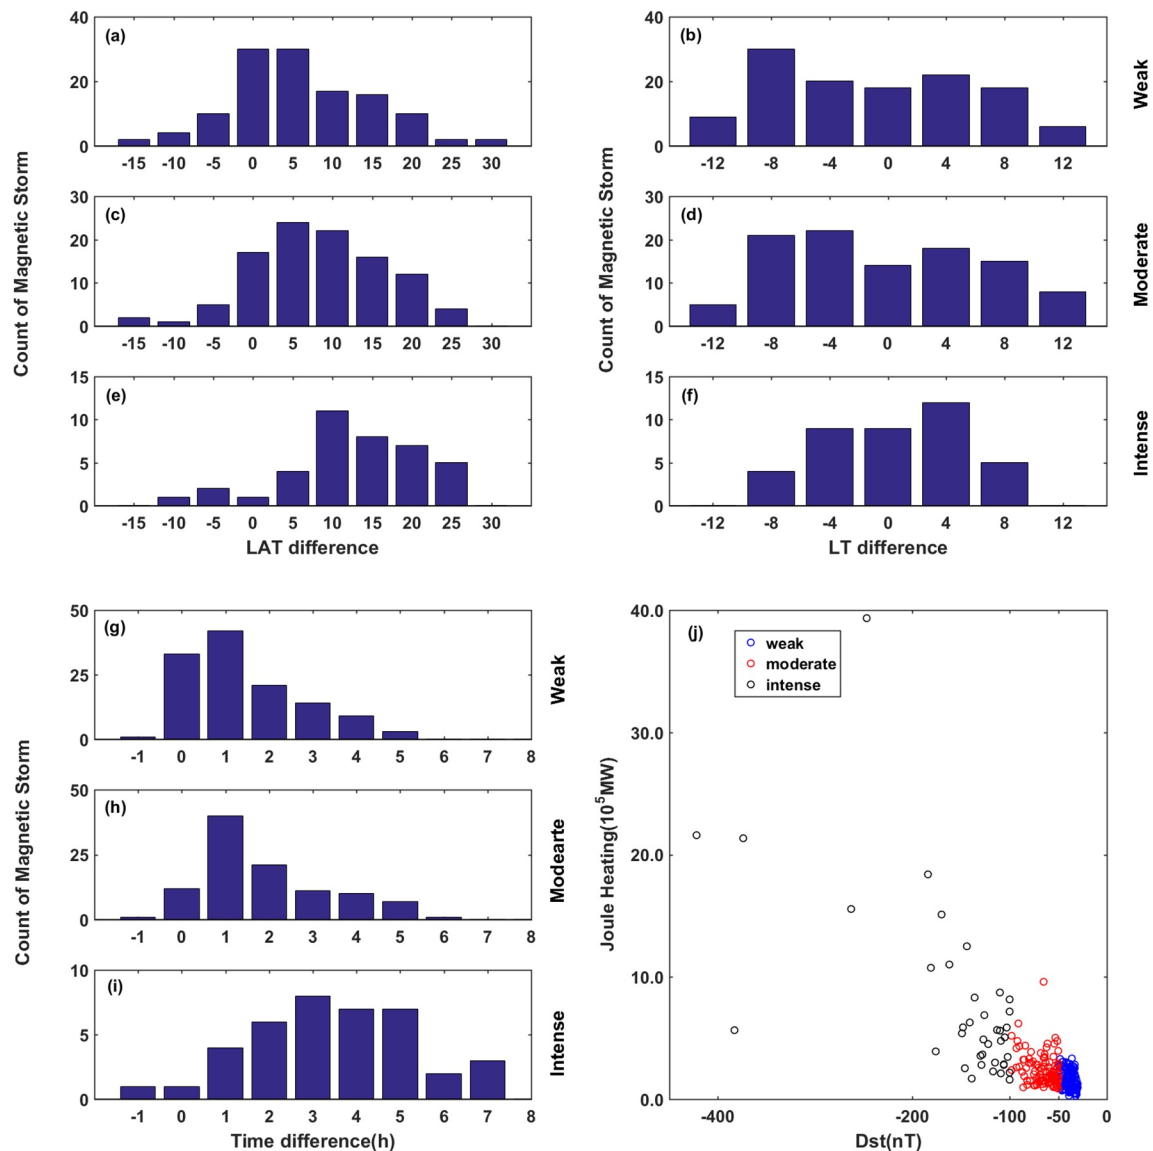 (a)
40
20
0
-15 -10 -5 0 5 10 15 20 25 30
(b)
40
20
0
-12 -8 -4 0 4 8 12
Weak
(c)
30
20
10
0
-15 -10 -5 0 5 10 15 20 25 30
Count of Magnetic Storm
(d)
30
20
10
0
-12 -8 -4 0 4 8 12
Count of Magnetic Storm
Moderate
(e)
15
10
5
0
-15 -10 -5 0 5 10 15 20 25 30
LAT difference
(f)
15
10
5
0
-12 -8 -4 0 4 8 12
LT difference
Intense
(g)
50
25
0
-1 0 1 2 3 4 5 6 7 8
Weak
(h)
50
25
0
-1 0 1 2 3 4 5 6 7 8
Count of Magnetic Storm
Modearte
(i)
10
5
0
-1 0 1 2 3 4 5 6 7 8
Time difference(h)
Intense
(j)
weak
moderate
intense
40.0
30.0
20.0
10.0
0.0
Joule Heating(10^5MW)
-400 -200 -100 -50 0
Dst(nT)